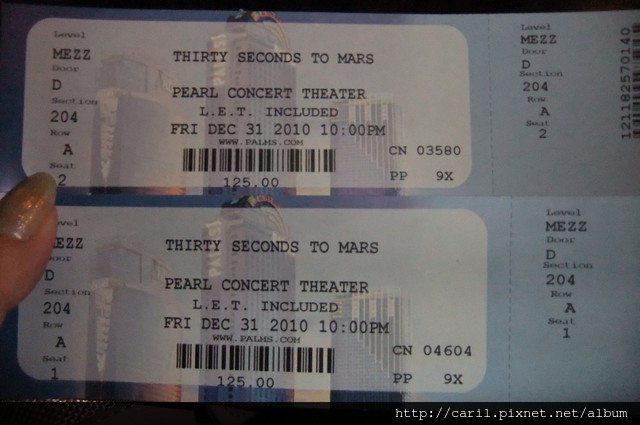 Level
MEZZ
Door
D
Section
204
Row
A
Seat
2
THIRTY SECONDS TO MARS
PEARL CONCERT THEATER
L.E.T. INCLUDED
FRI DEC 31 2010 10:00PM
WWW.PALMS.COM
125.00
CN 03580
PP 9X
Level
MEZZ
Door
D
Section
204
Row
A
Seat
2
121182570140
Level
MEZZ
Door
D
Section
204
Row
A
Seat
1
THIRTY SECONDS TO MARS
PEARL CONCERT THEATER
L.E.T. INCLUDED
FRI DEC 31 2010 10:00PM
WWW.PALMS.COM
125.00
CN 04604
PP 9X
Level
MEZZ
Door
D
Section
204
Row
A
Seat
1
http://caril.pixnet.net/album